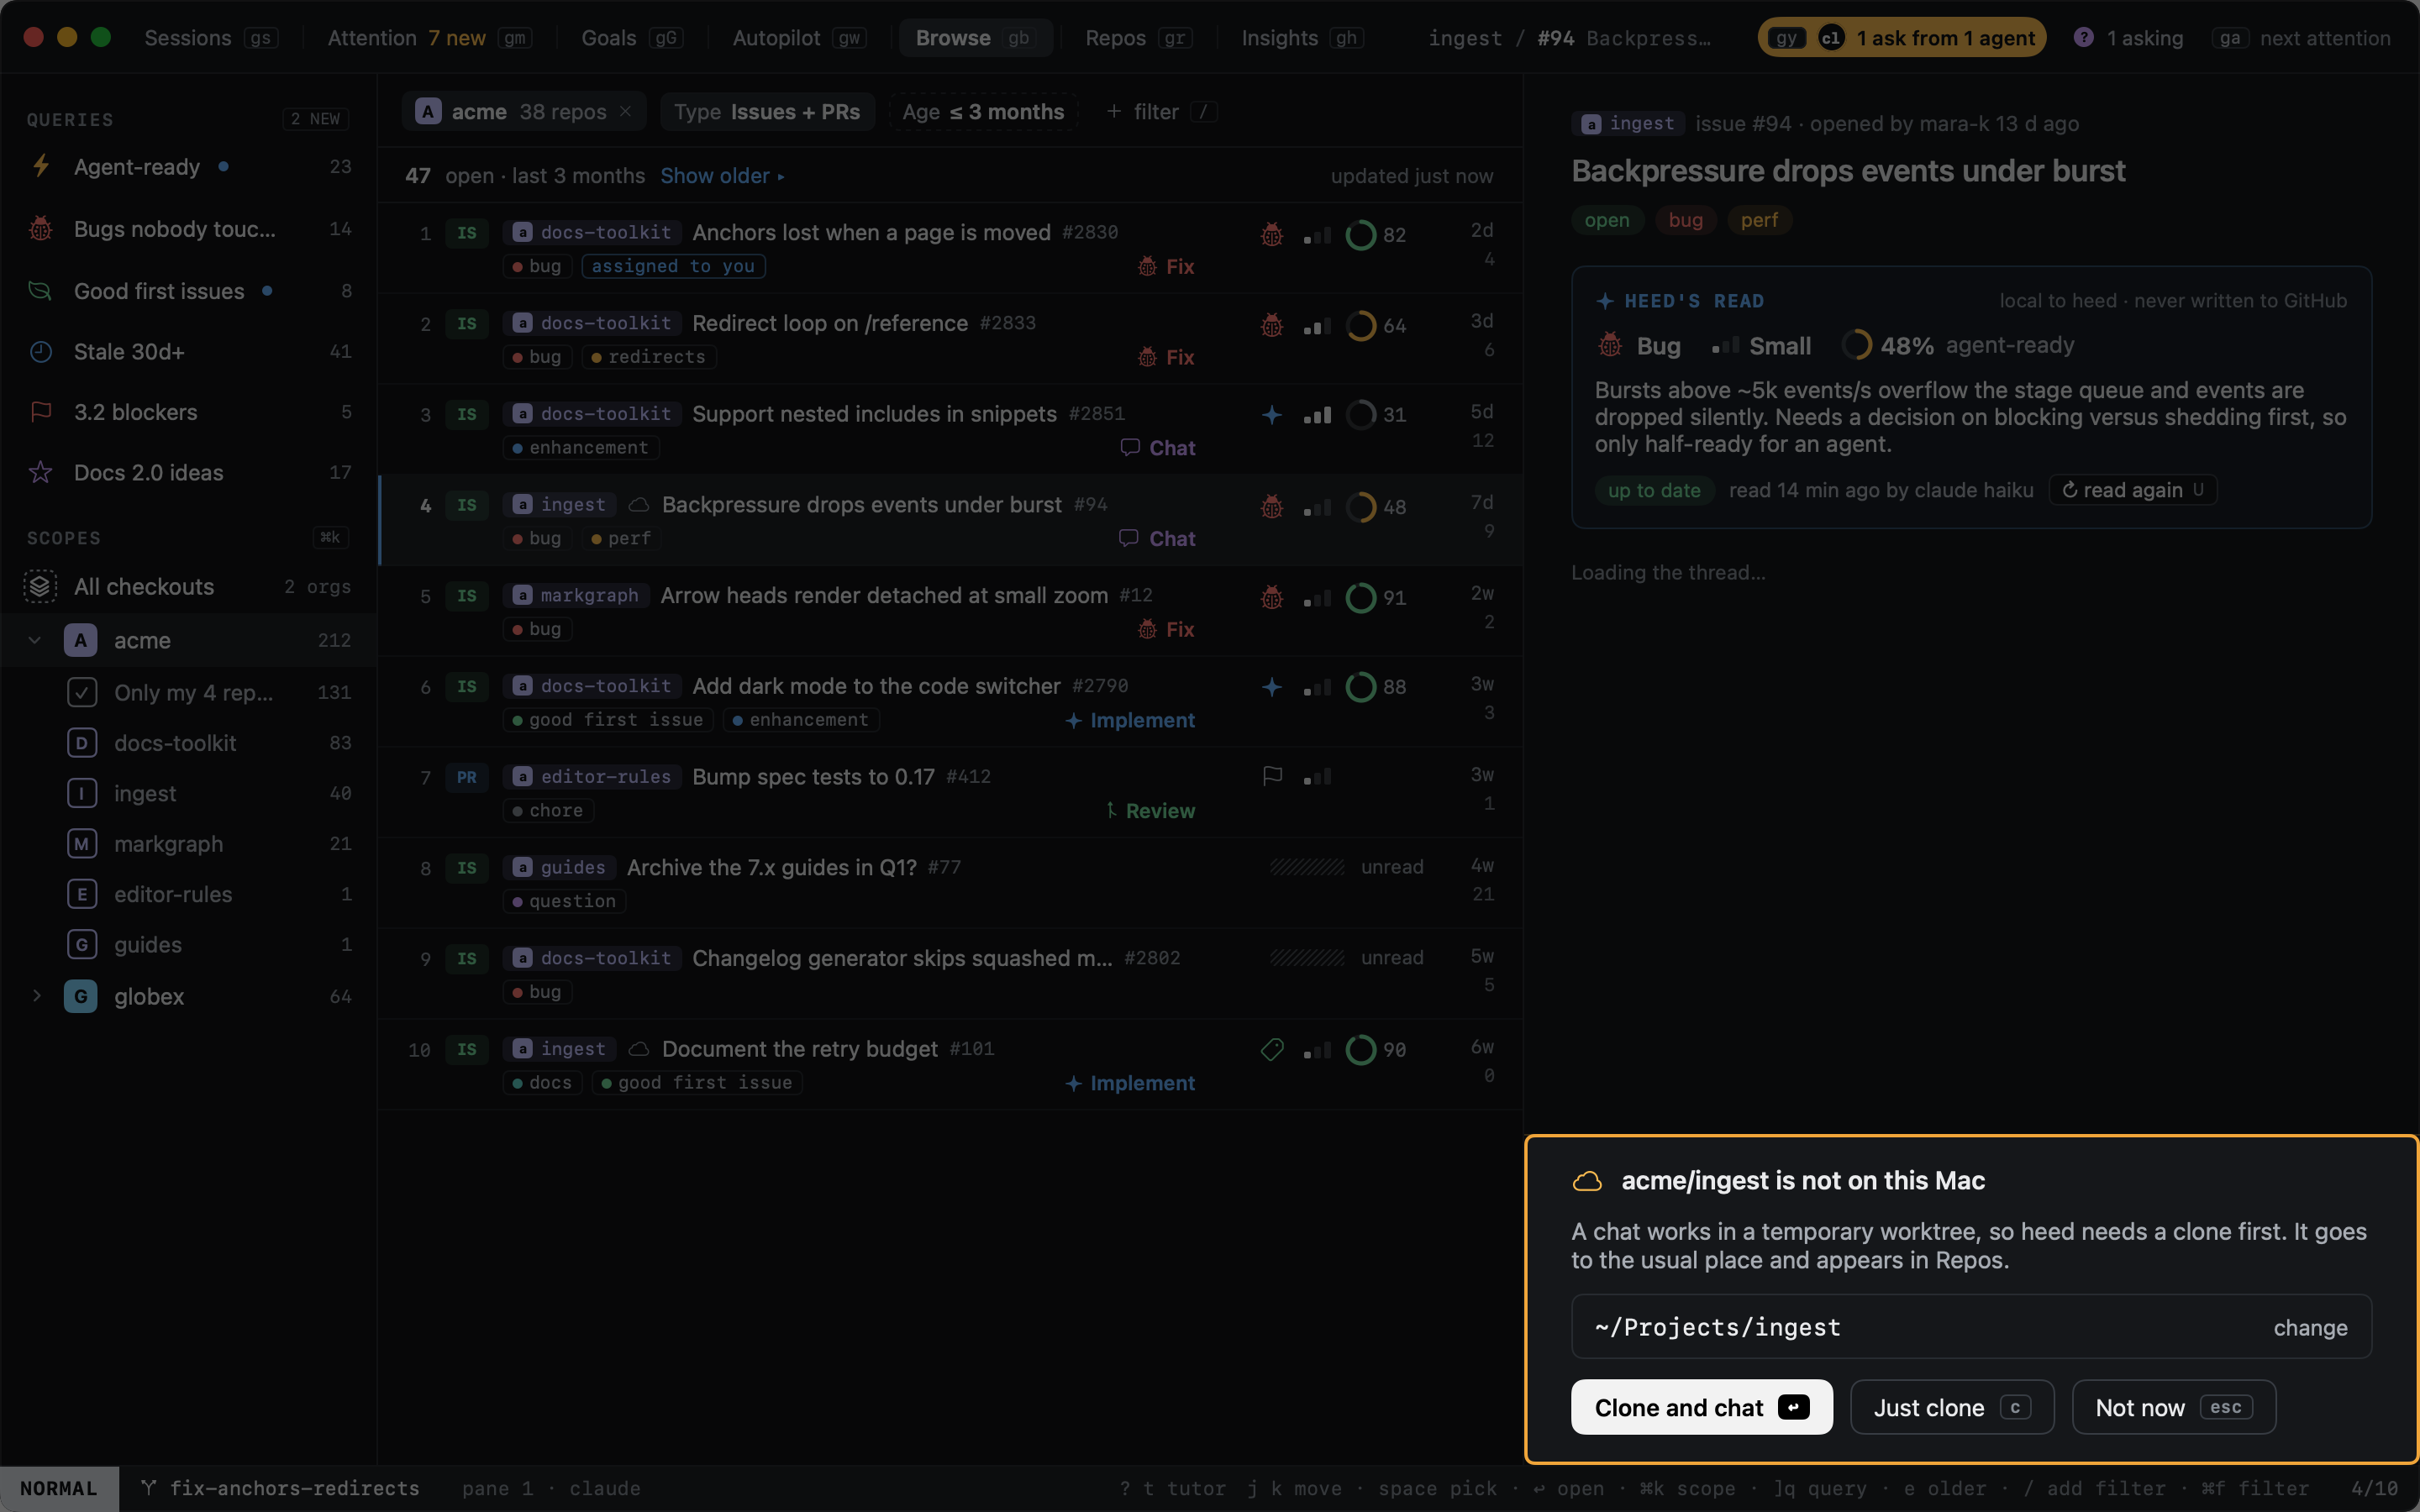 Sessions gs Attention 7 new gm Goals gG Autopilot gw Browse gb Repos gr Insights gh ingest / #94 Backpress… gy cl 1 ask from 1 agent ? 1 asking ga next attention
QUERIES 2 NEW
Agent-ready 23
Bugs nobody touc… 14
Good first issues 8
Stale 30d+ 41
3.2 blockers 5
Docs 2.0 ideas 17
SCOPES ⌘k
All checkouts 2 orgs
A acme 212
Only my 4 rep… 131
D docs-toolkit 83
I ingest 40
M markgraph 21
E editor-rules 1
G guides 1
G globex 64
A acme 38 repos × Type Issues + PRs Age ≤ 3 months + filter /
47 open · last 3 months Show older ▸ updated just now
1 IS a docs-toolkit Anchors lost when a page is moved #2830 82 2d
bug assigned to you Fix 4
2 IS a docs-toolkit Redirect loop on /reference #2833 64 3d
bug redirects Fix 6
3 IS a docs-toolkit Support nested includes in snippets #2851 31 5d
enhancement Chat 12
4 IS a ingest Backpressure drops events under burst #94 48 7d
bug perf Chat 9
5 IS a markgraph Arrow heads render detached at small zoom #12 91 2w
bug Fix 2
6 IS a docs-toolkit Add dark mode to the code switcher #2790 88 3w
good first issue enhancement Implement 3
7 PR a editor-rules Bump spec tests to 0.17 #412 3w
chore Review 1
8 IS a guides Archive the 7.x guides in Q1? #77 unread 4w
question 21
9 IS a docs-toolkit Changelog generator skips squashed m… #2802 unread 5w
bug 5
10 IS a ingest Document the retry budget #101 90 6w
docs good first issue Implement 0
a ingest issue #94 · opened by mara-k 13 d ago
Backpressure drops events under burst
open bug perf
HEED'S READ local to heed · never written to GitHub
Bug Small 48% agent-ready
Bursts above ~5k events/s overflow the stage queue and events are
dropped silently. Needs a decision on blocking versus shedding first, so
only half-ready for an agent.
up to date read 14 min ago by claude haiku read again U
Loading the thread…
acme/ingest is not on this Mac
A chat works in a temporary worktree, so heed needs a clone first. It goes
to the usual place and appears in Repos.
~/Projects/ingest change
Clone and chat ↩ Just clone c Not now esc
NORMAL fix-anchors-redirects pane 1 · claude ? t tutor j k move · space pick · ↩ open · ⌘k scope · ]q query · e older · / add filter · ⌘f filter 4/10